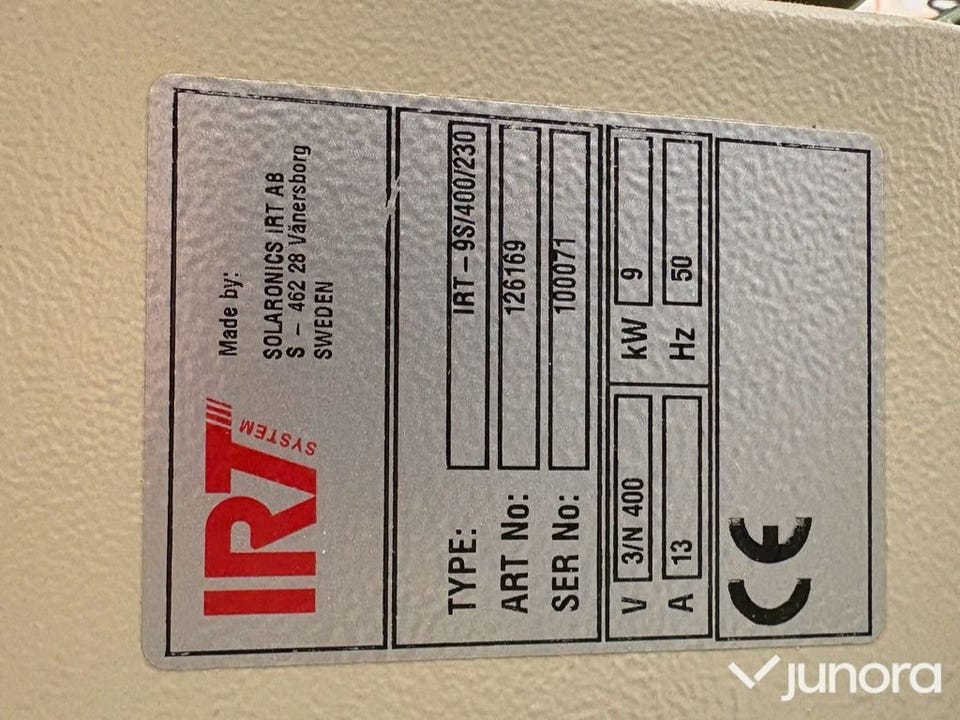 IRT
SYSTEM
Made by:
SOLARONICS IRT AB
S - 462 28 Vänersborg
SWEDEN
TYPE: IRT-9S/400/230
ART No: 126169
SER No: 100071
V 3/N 400 kW 9
A 13 Hz 50
CE
junora